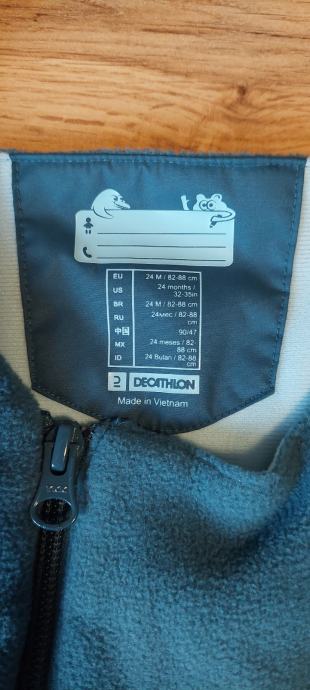 EU 24 M / 82-88 cm
US 24 months /
32-35in
BR 24 M / 82-88 cm
RU 24мес / 82-88
cm
中国 90/47
MX 24 meses / 82-
88 cm
ID 24 Bulan / 82-88
cm
DECATHLON
Made in Vietnam